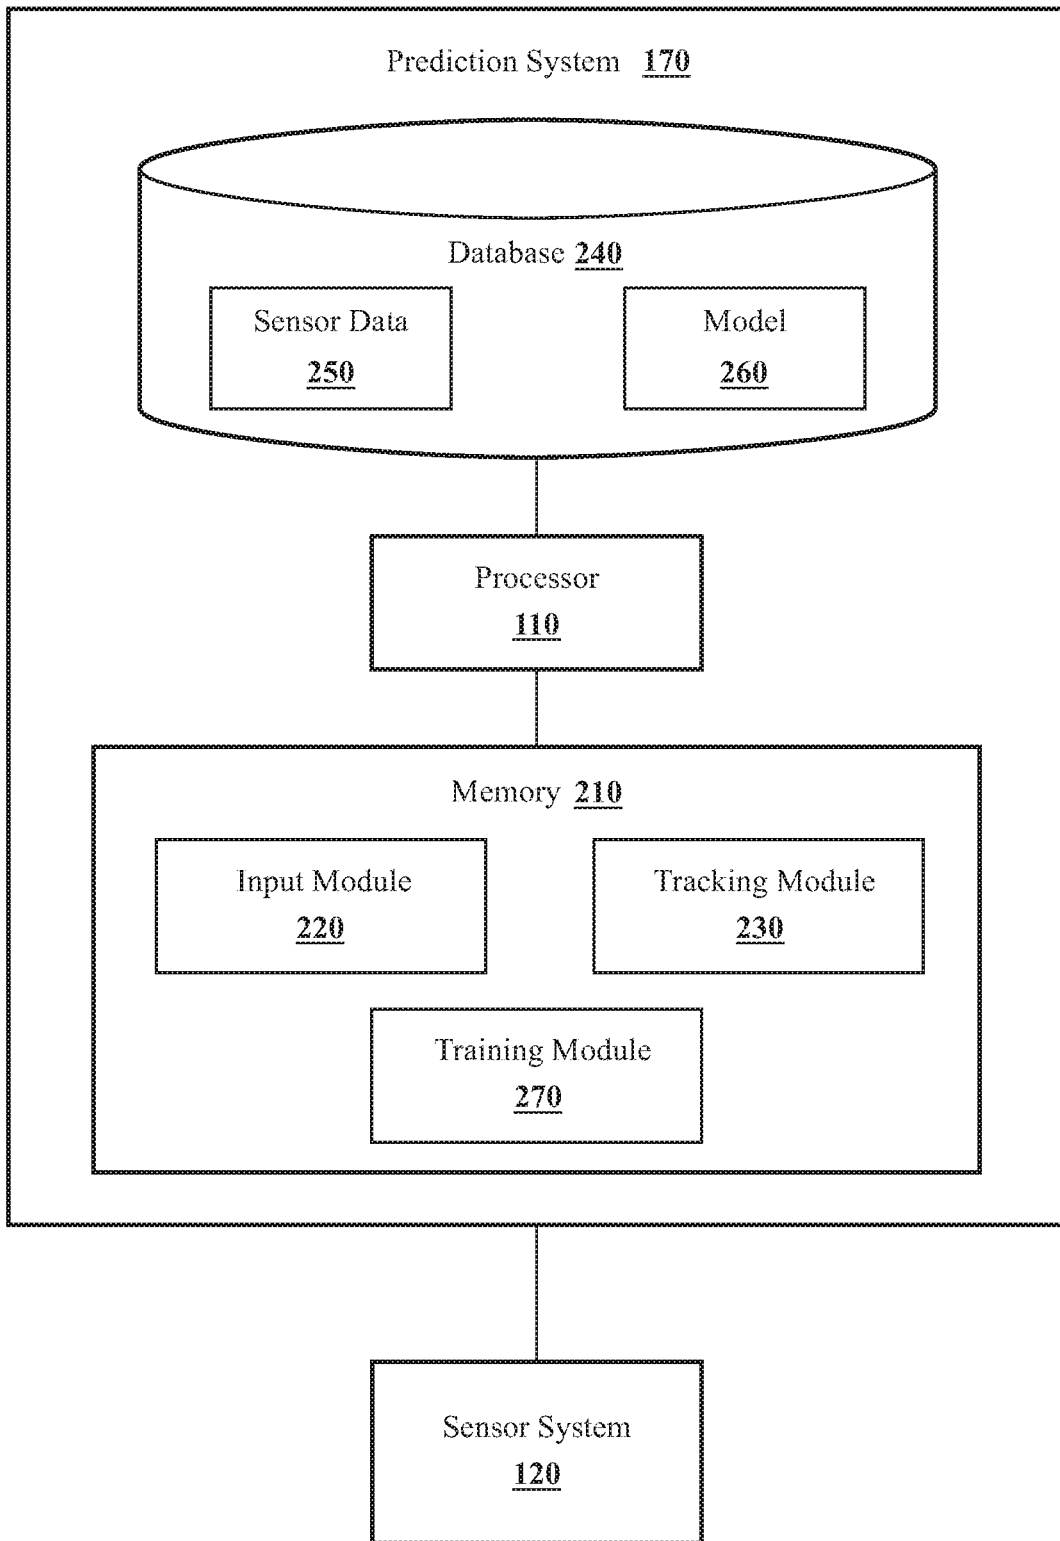 Prediction System 170
Database 240
Sensor Data
250
Model
260
Processor
110
Memory 210
Input Module
220
Tracking Module
230
Training Module
270
Sensor System
120